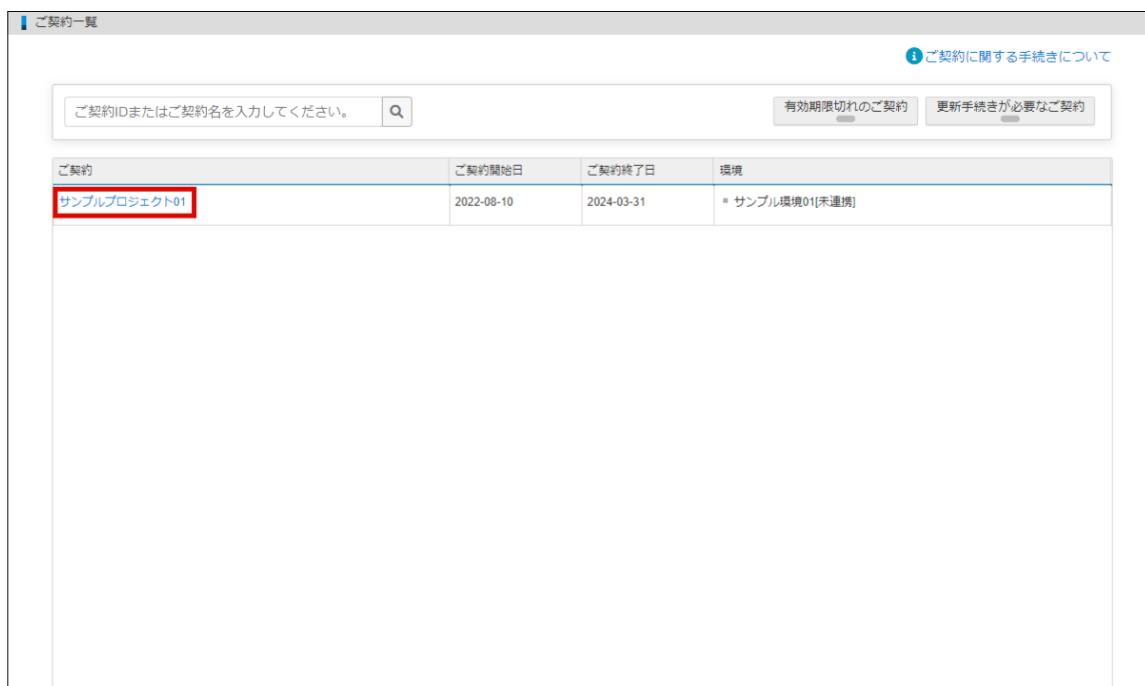 ご契約一覧
ご契約に関する手続きについて
ご契約IDまたはご契約名を入力してください。
有効期限切れのご契約 更新手続きが必要なご契約
ご契約 ご契約開始日 ご契約終了日 環境
サンプルプロジェクト01 2022-08-10 2024-03-31 サンプル環境01[未連携]